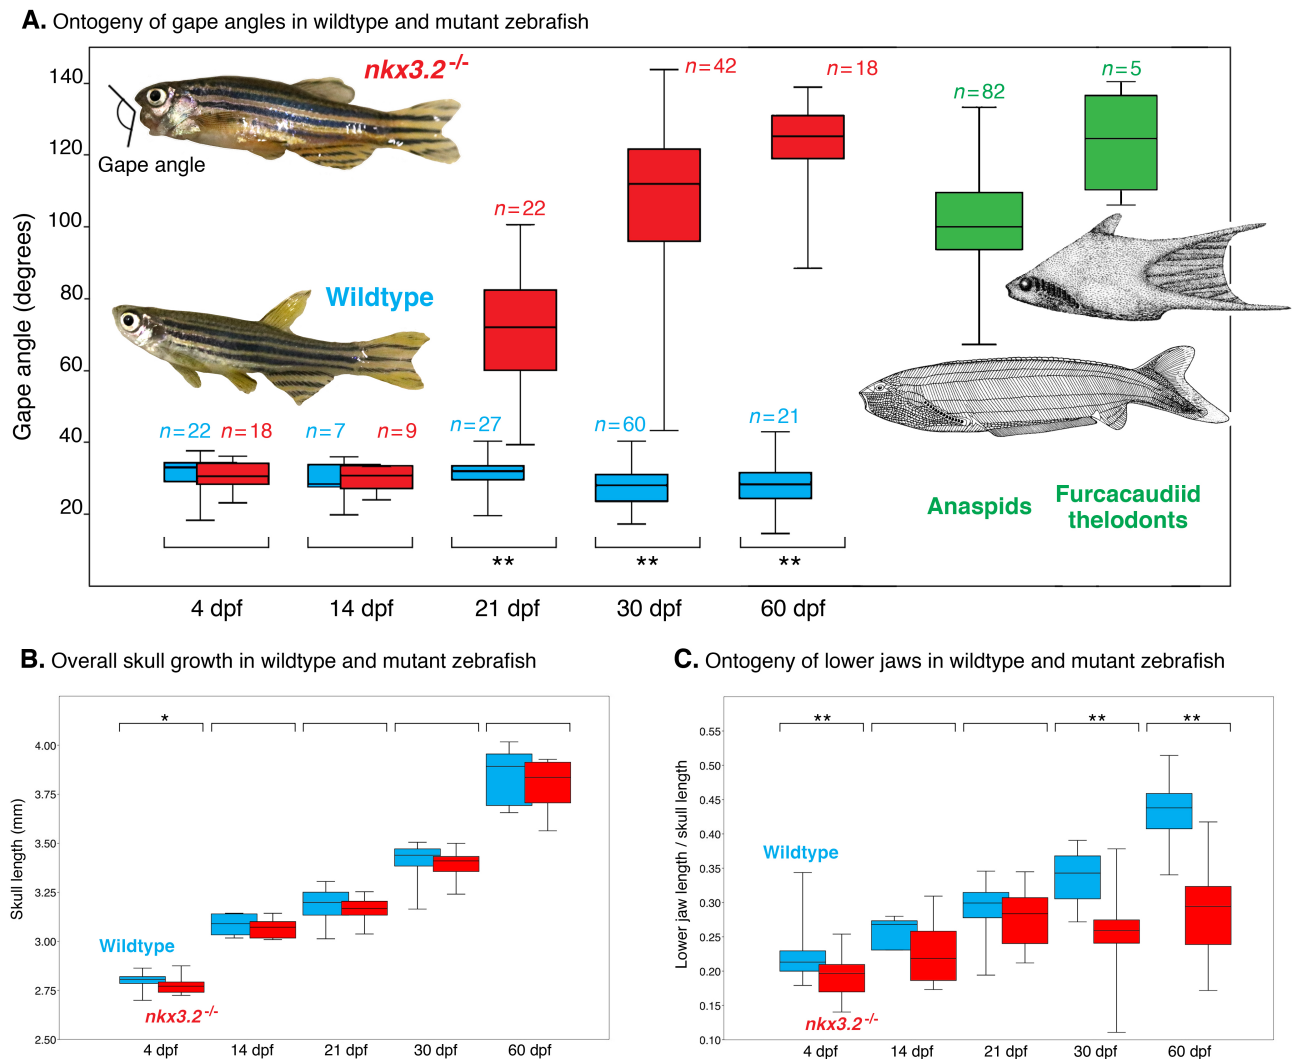 A. Ontogeny of gape angles in wildtype and mutant zebrafish
nkx3.2-/-
Gape angle
Wildtype
Gape angle (degrees)
140
120
100
80
60
40
20
n=22
n=18
n=7
n=9
n=27
n=22
n=60
n=42
n=21
n=18
n=82
n=5
**
**
**
Anaspids
Furcacaudiid
thelodonts
4 dpf
14 dpf
21 dpf
30 dpf
60 dpf
B. Overall skull growth in wildtype and mutant zebrafish
Skull length (mm)
4.00
3.75
3.50
3.25
3.00
2.75
2.50
*
Wildtype
nkx3.2-/-
4 dpf
14 dpf
21 dpf
30 dpf
60 dpf
C. Ontogeny of lower jaws in wildtype and mutant zebrafish
Lower jaw length / skull length
0.55
0.50
0.45
0.40
0.35
0.30
0.25
0.20
0.15
0.10
**
**
**
Wildtype
nkx3.2-/-
4 dpf
14 dpf
21 dpf
30 dpf
60 dpf